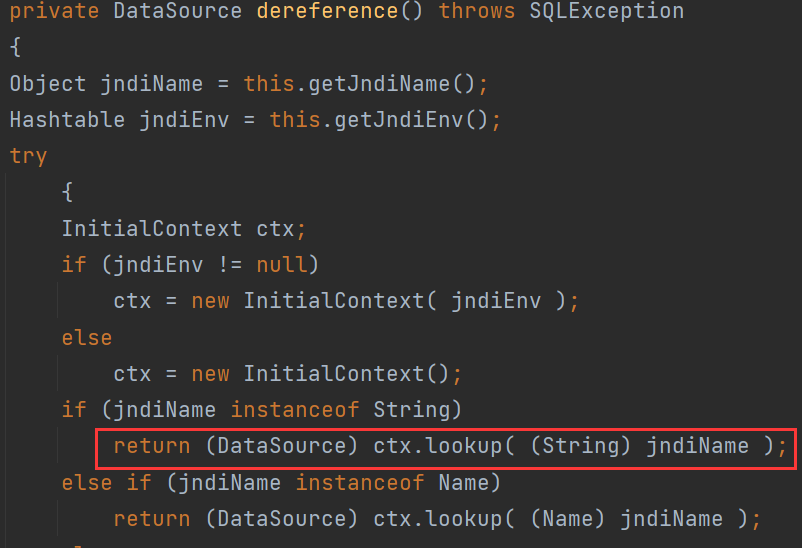 private DataSource dereference() throws SQLException
{
Object jndiName = this.getJndiName();
Hashtable jndiEnv = this.getJndiEnv();
try
{
InitialContext ctx;
if (jndiEnv != null)
ctx = new InitialContext( jndiEnv );
else
ctx = new InitialContext();
if (jndiName instanceof String)
return (DataSource) ctx.lookup( (String) jndiName );
else if (jndiName instanceof Name)
return (DataSource) ctx.lookup( (Name) jndiName );